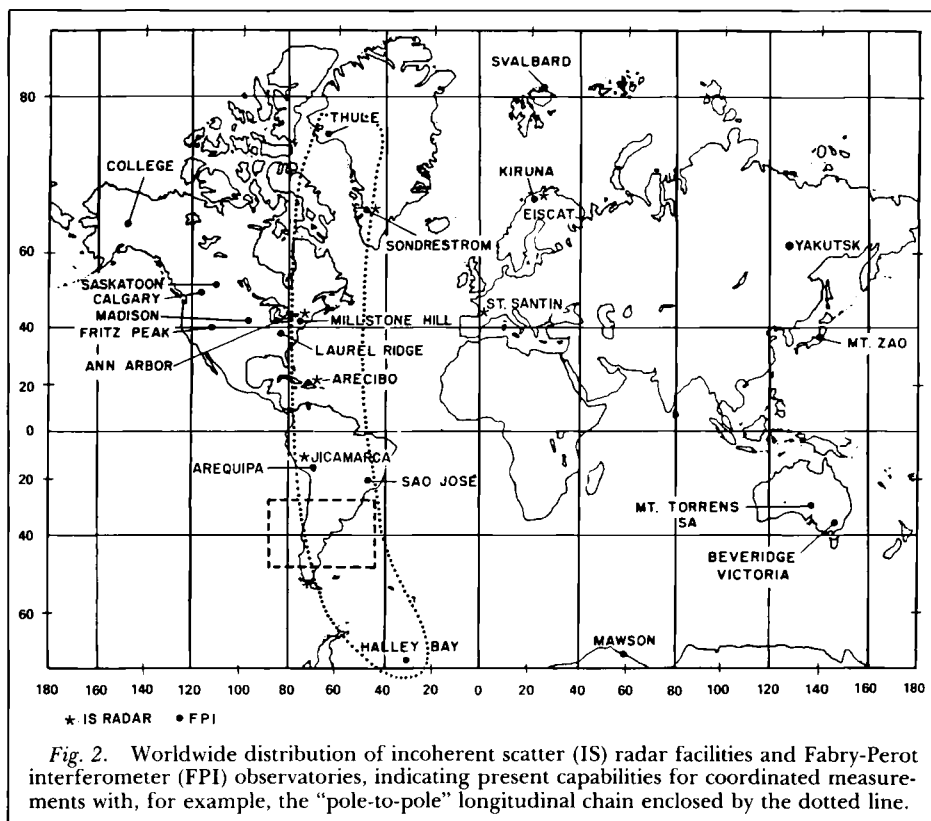 SVALBARD
80
THULE
COLLEGE
KIRUNA
EISCAT
SONDRESTROM
60
YAKUTSK
SASKATOON
CALGARY
ST. SANTIN
MADISON
MILLSTONE HILL
40
FRITZ PEAK
MT. ZAO
ANN ARBOR
LAUREL RIDGE
20
ARECIBO
0
JICAMARCA
AREQUIPA
20
SAO JOSÉ
MT. TORRENS
SA
40
BEVERIDGE
VICTORIA
60
HALLEY BAY
MAWSON
180 160 140 120 100 80 60 40 20 0 20 40 60 80 100 120 140 160 180
* IS RADAR • FPI
Fig. 2. Worldwide distribution of incoherent scatter (IS) radar facilities and Fabry-Perot
interferometer (FPI) observatories, indicating present capabilities for coordinated measure-
ments with, for example, the “pole-to-pole” longitudinal chain enclosed by the dotted line.